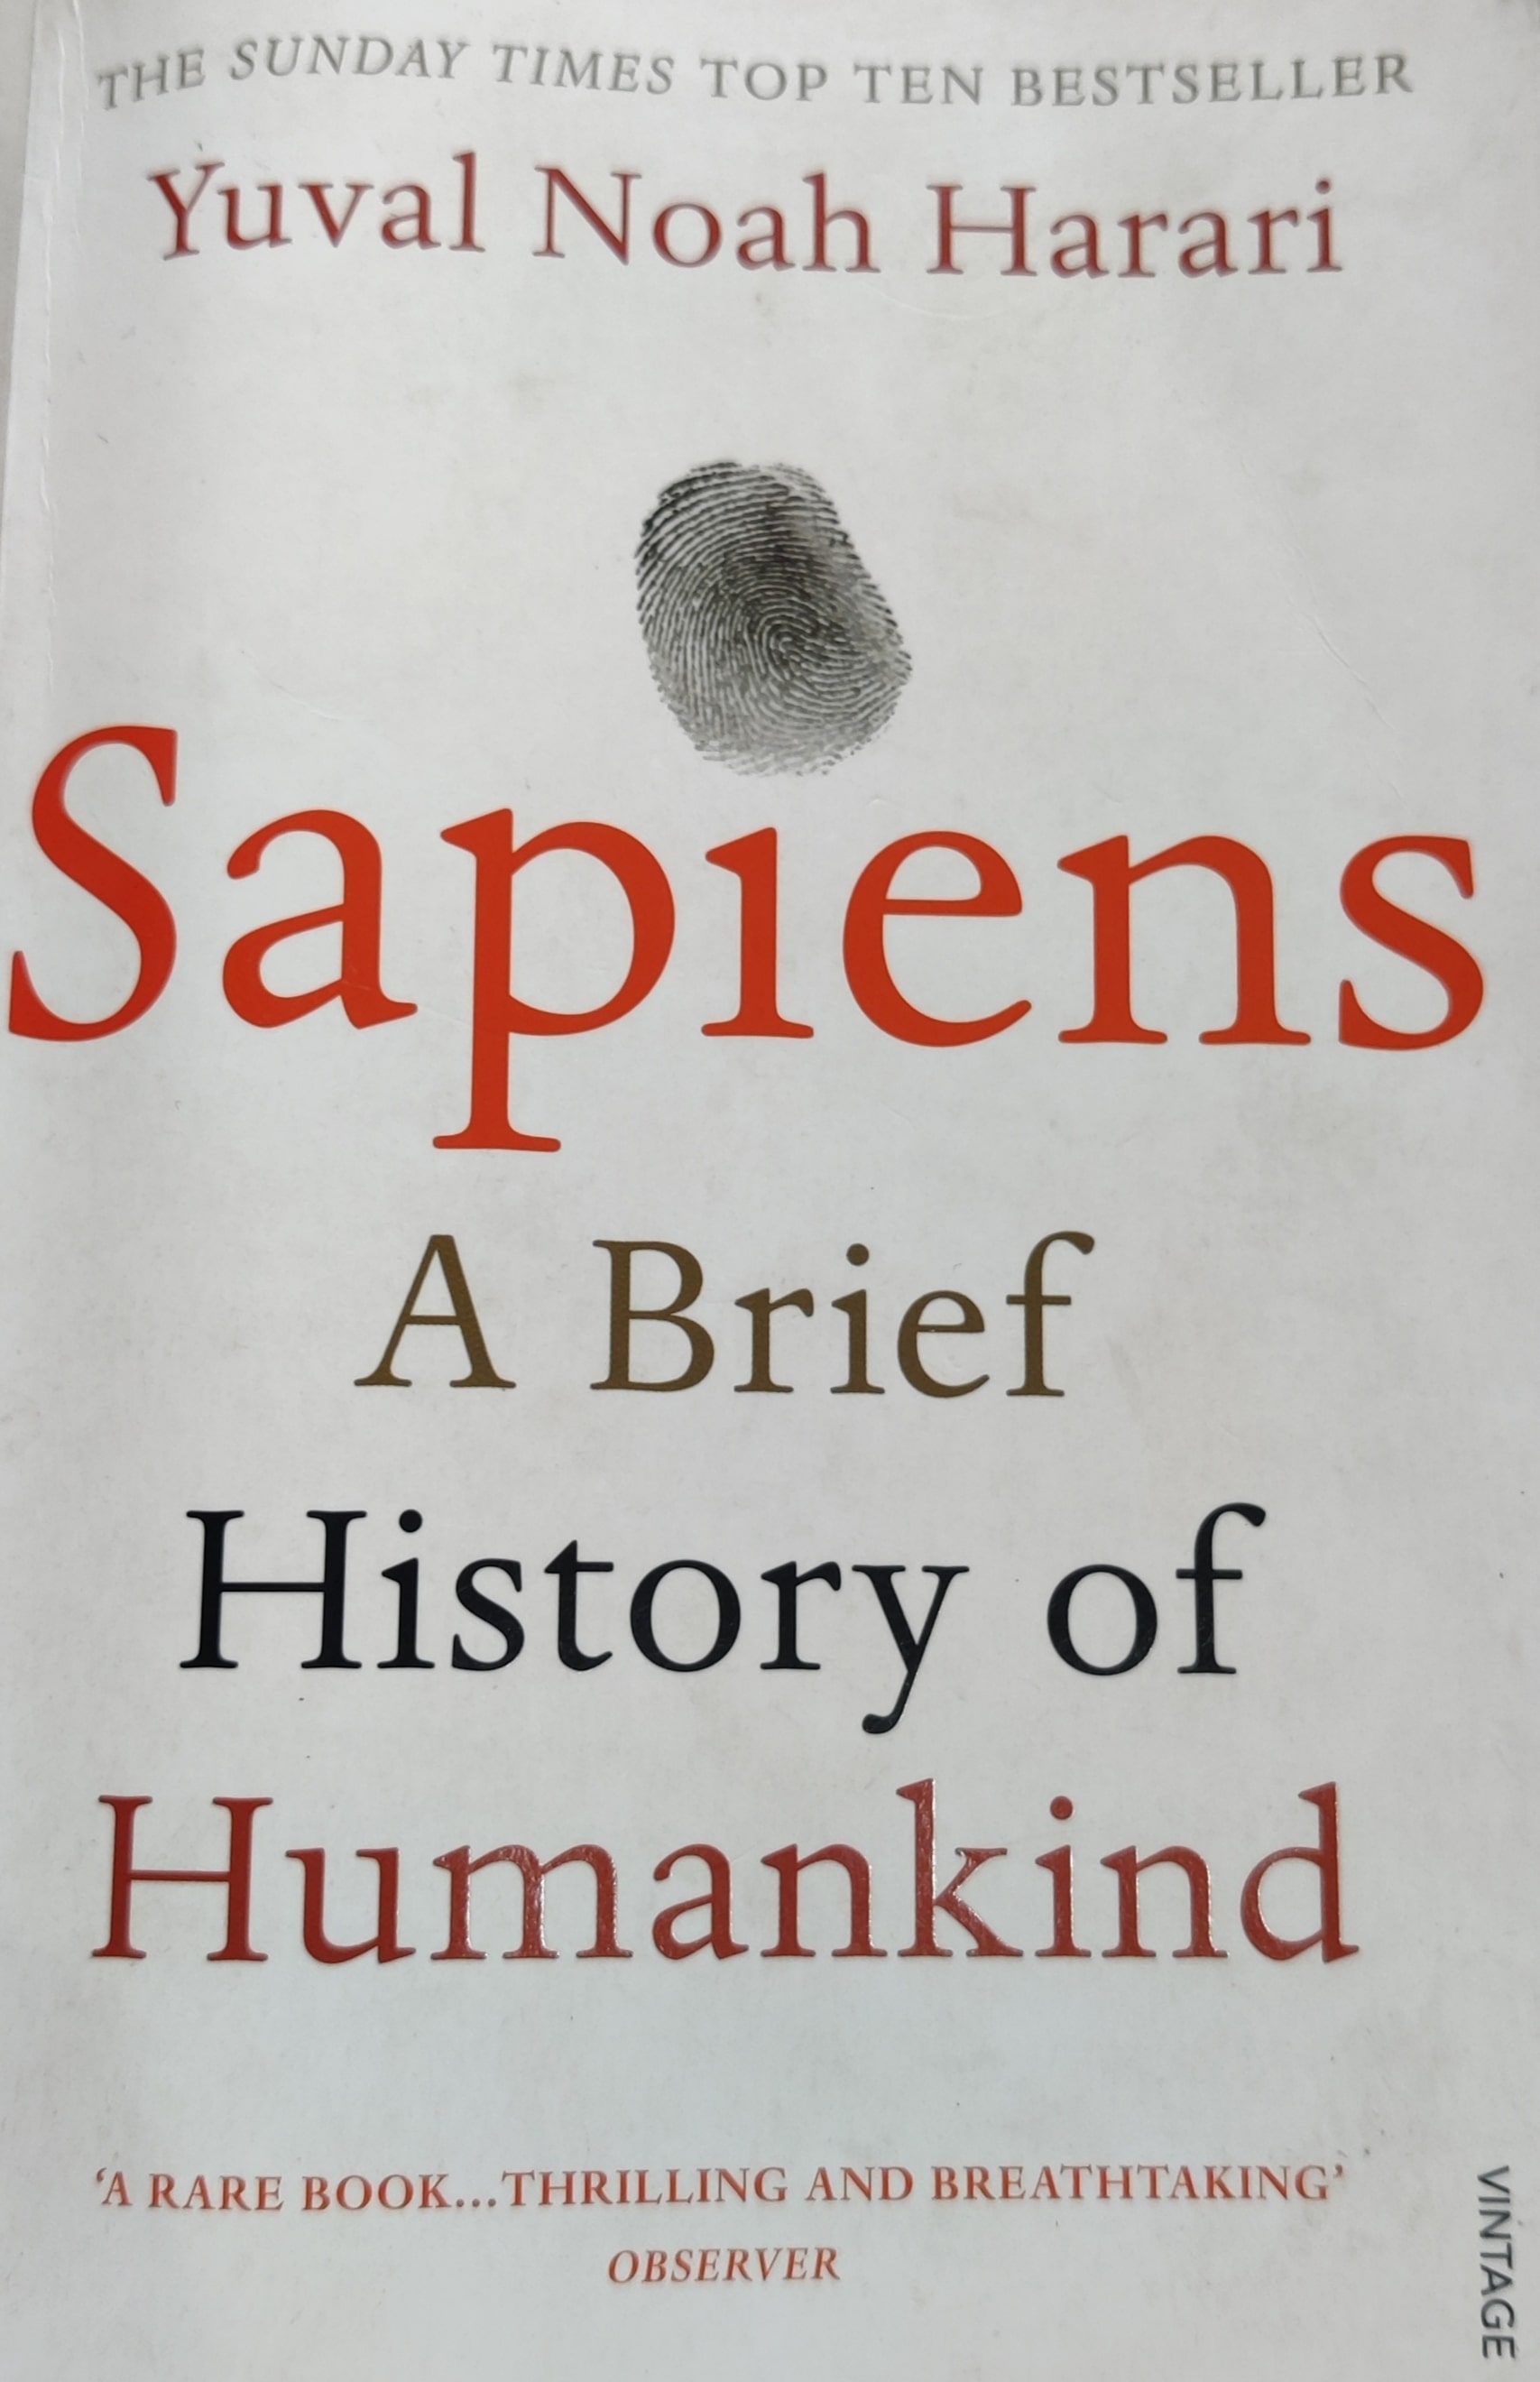 THE SUNDAY TIMES TOP TEN BESTSELLER
Yuval Noah Harari
Sapiens
A Brief
History of
Humankind
‘A RARE BOOK...THRILLING AND BREATHTAKING’
OBSERVER
VINTAGE